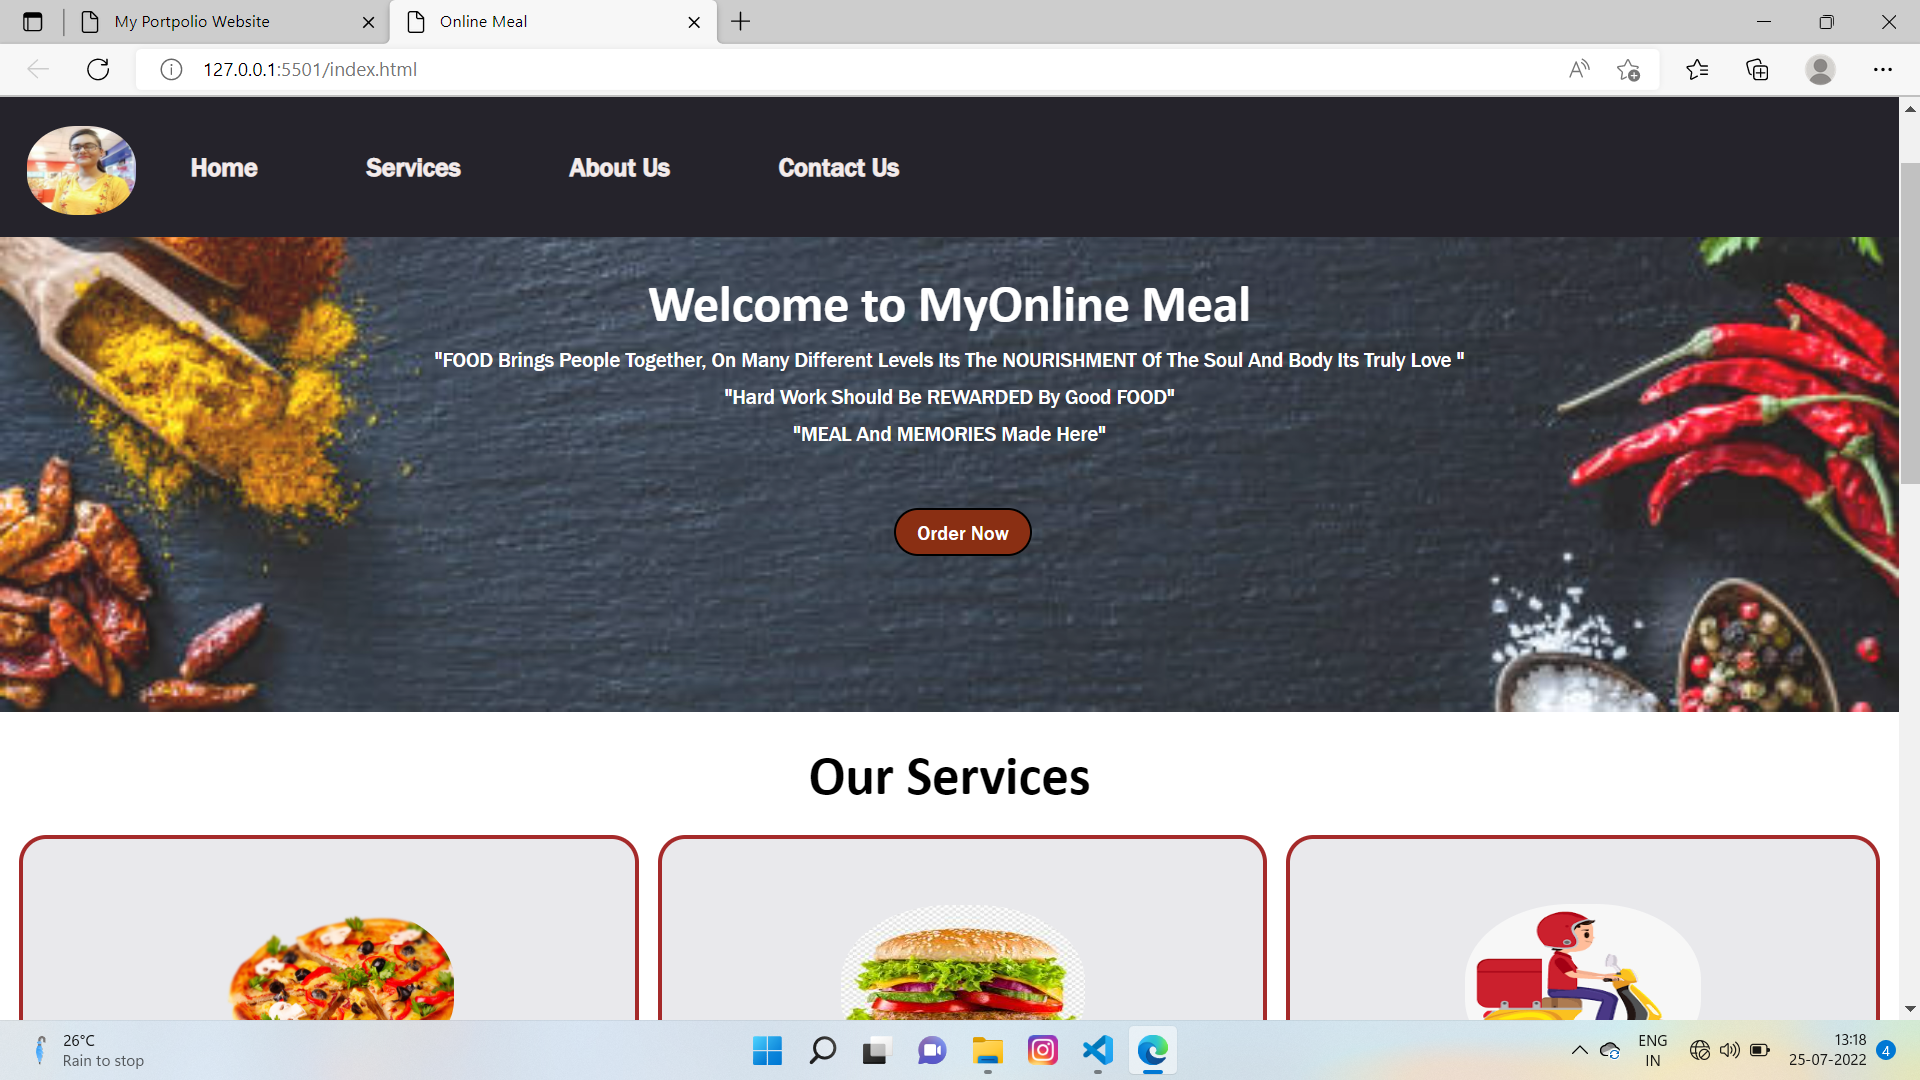 My Portpolio Website
Online Meal
127.0.0.1:5501/index.html
Home Services About Us Contact Us
Welcome to MyOnline Meal
"FOOD Brings People Together, On Many Different Levels Its The NOURISHMENT Of The Soul And Body Its Truly Love "
"Hard Work Should Be REWARDED By Good FOOD"
"MEAL And MEMORIES Made Here"
Order Now
Our Services
26°C
Rain to stop
ENG
IN
13:18
25-07-2022
4